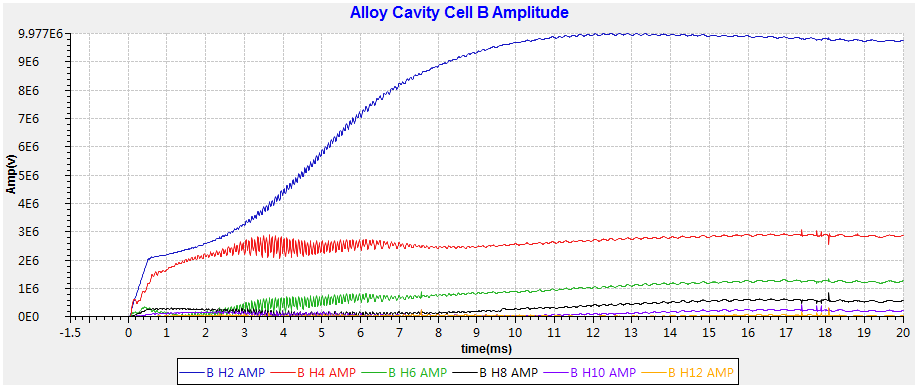 Alloy Cavity Cell B Amplitude
9.977E6
9E6
8E6
7E6
6E6
5E6
4E6
3E6
2E6
1E6
0E0
Amp(v)
-1.5 0 1 2 3 4 5 6 7 8 9 10 11 12 13 14 15 16 17 18 19 20
time(ms)
B H2 AMP B H4 AMP B H6 AMP B H8 AMP B H10 AMP B H12 AMP